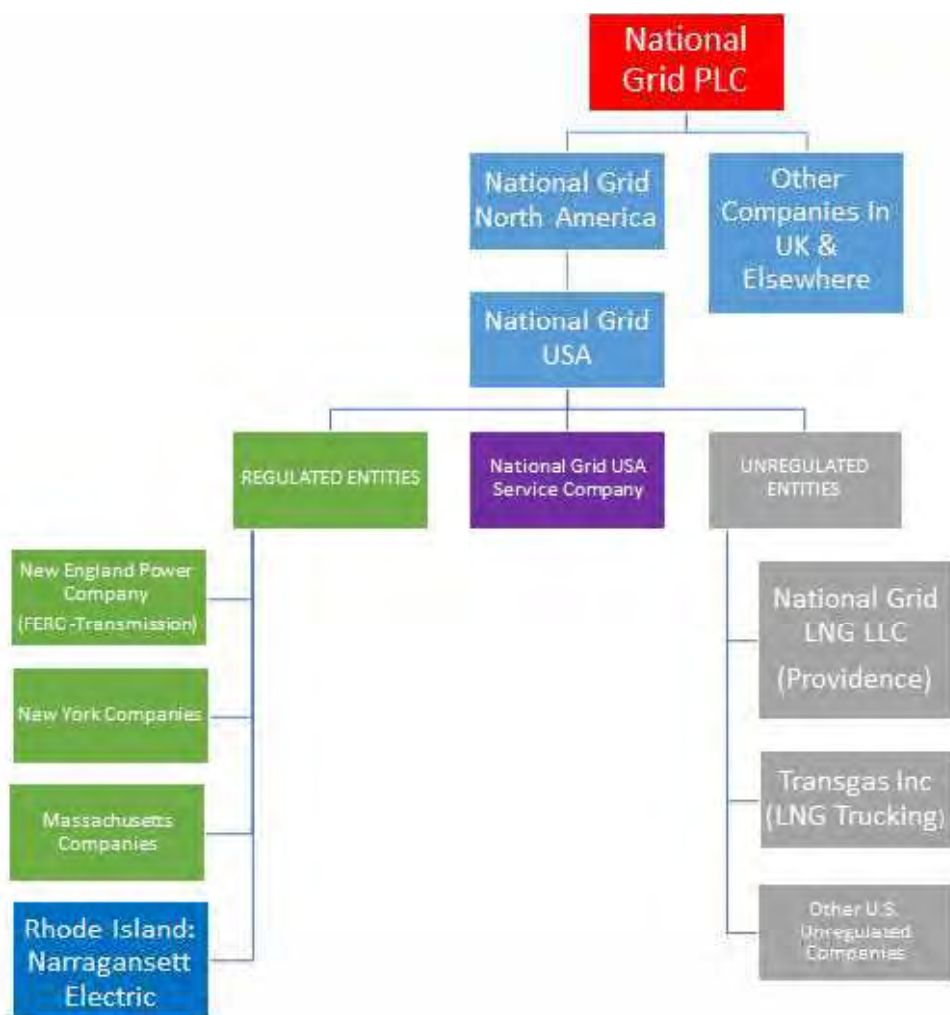 National
Grid PLC
National Grid
North America
Other
Companies In
UK &
Elsewhere
National Grid
USA
REGULATED ENTITIES
National Grid USA
Service Company
UNREGULATED
ENTITIES
New England Power
Company
(FERC -Transmission)
New York Companies
Massachusetts
Companies
Rhode Island:
Narragansett
Electric
National Grid
LNG LLC
(Providence)
Transgas Inc
(LNG Trucking)
Other U.S.
Unregulated
Companies